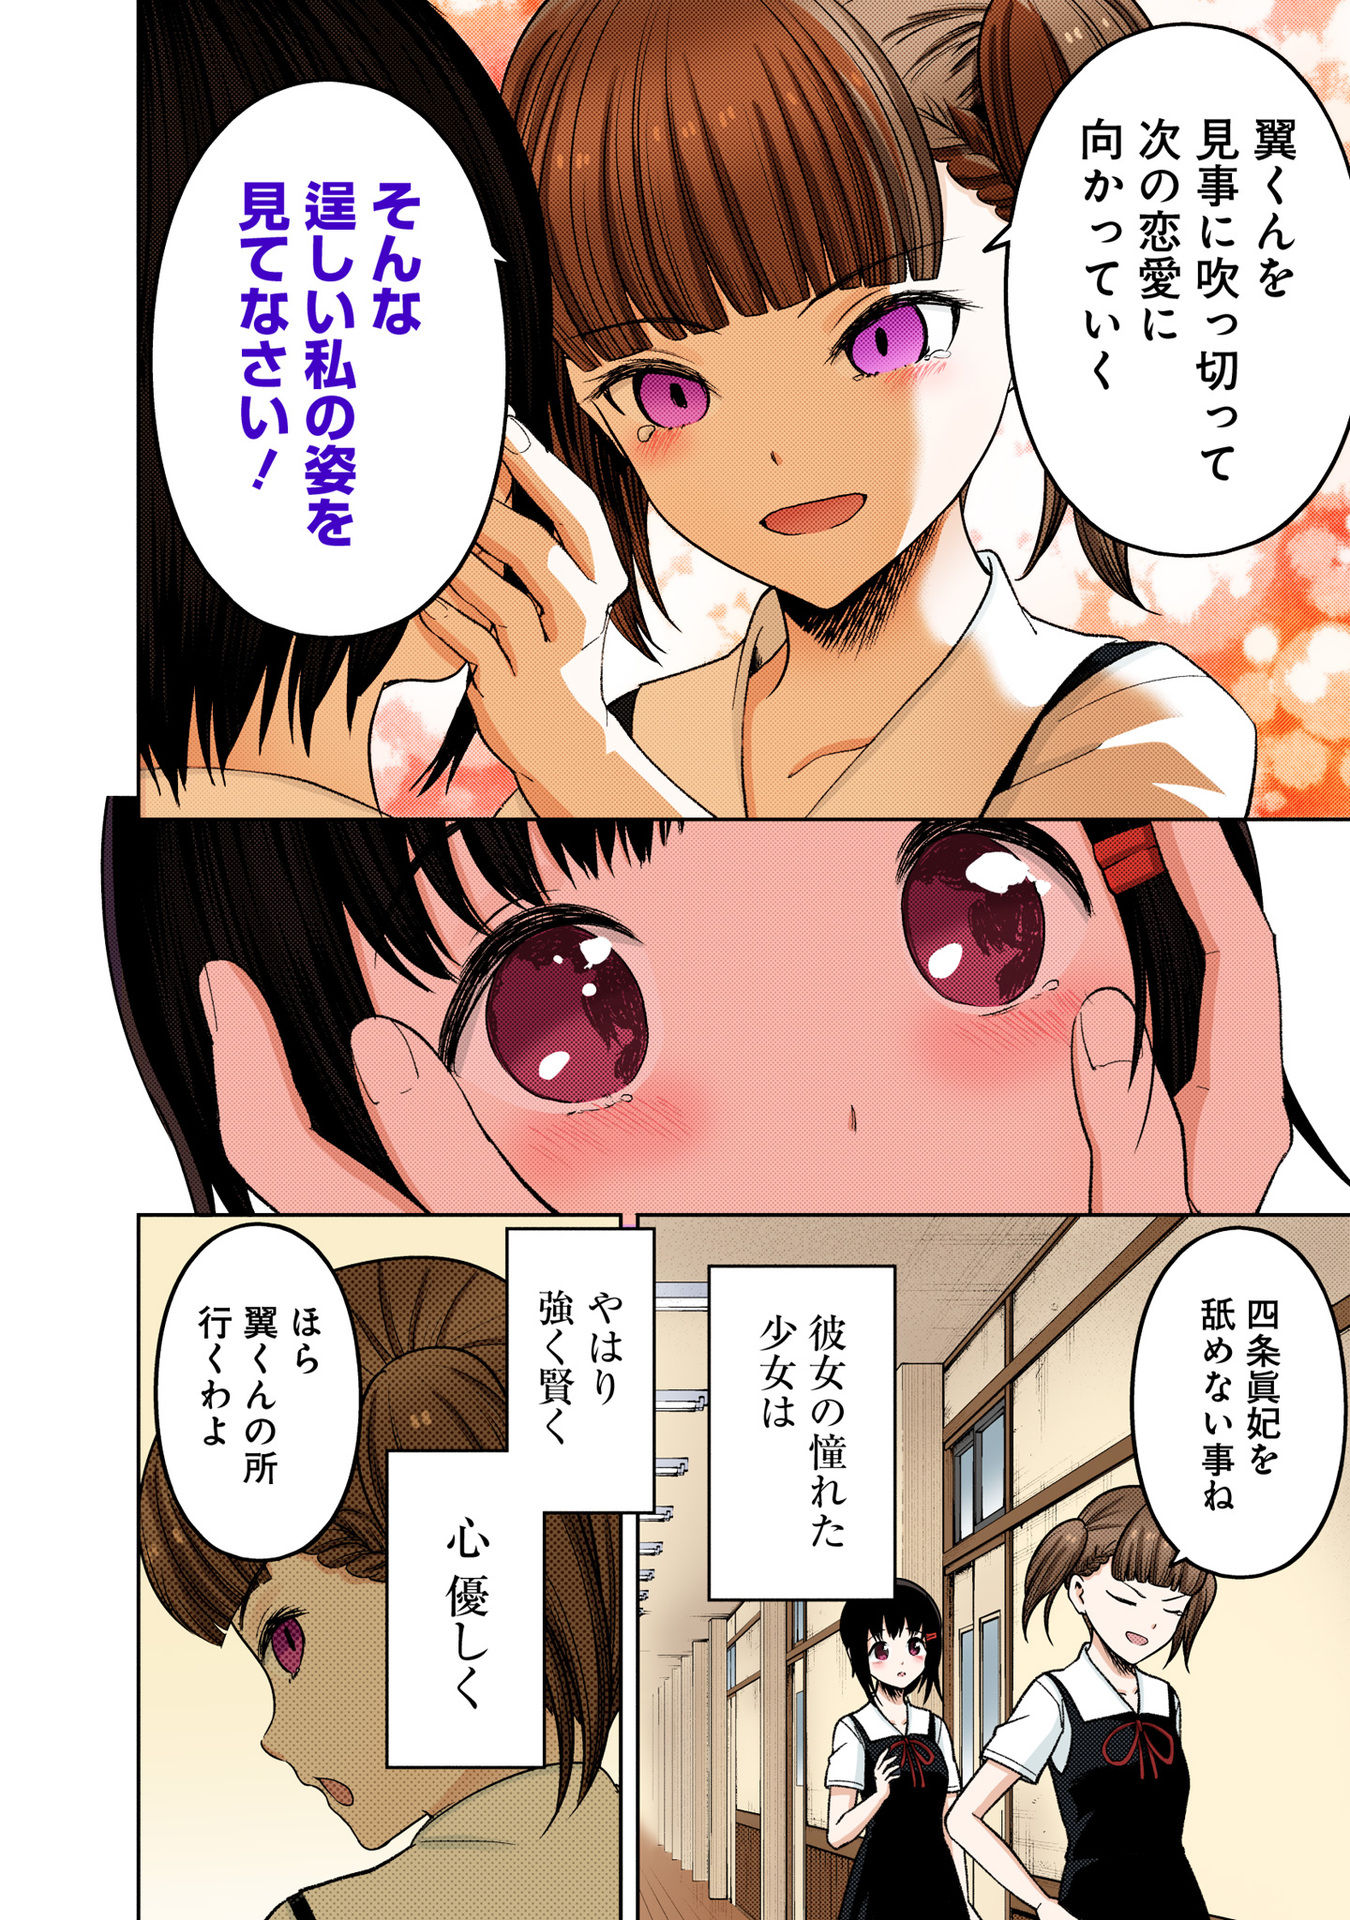 翼くんを
見事に吹っ切って
次の恋愛に
向かっていく
そんな
逞しい私の姿を
見てなさい！
四条眞妃を
舐めない事ね
彼女の憧れた
少女は
やはり
強く賢く
心優しく
ほら
翼くんの所
行くわよ